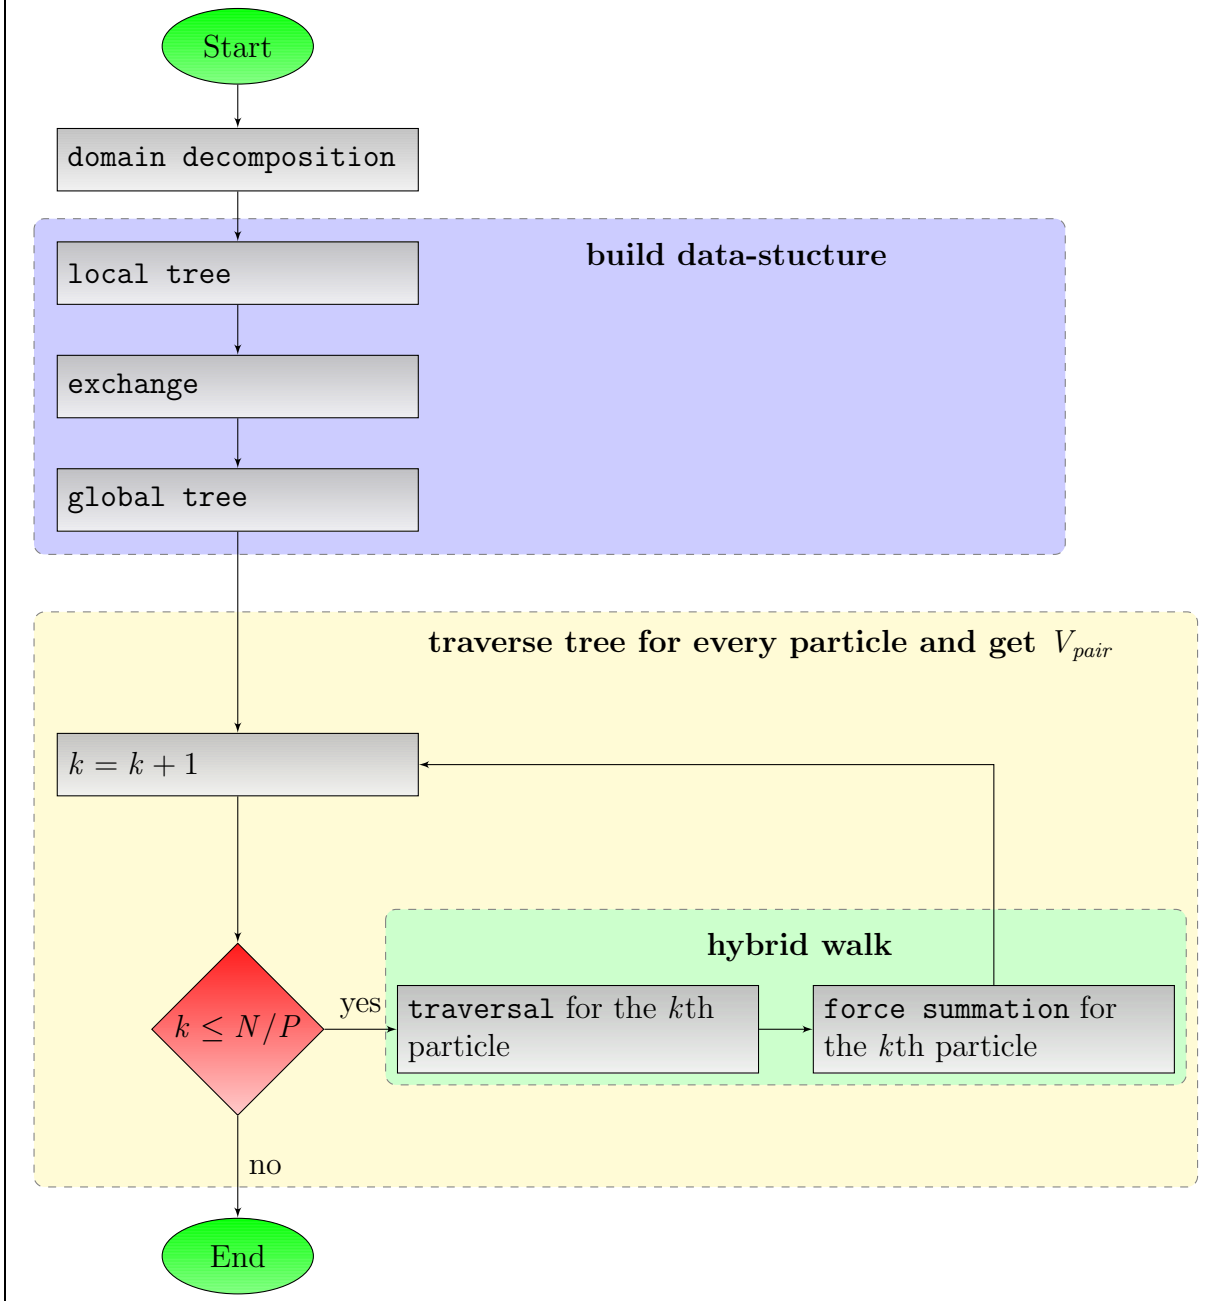 Start
domain decomposition
build data-stucture
local tree
exchange
global tree
traverse tree for every particle and get V_pair
k = k + 1
hybrid walk
k ≤ N/P
yes
traversal for the kth
particle
force summation for
the kth particle
no
End